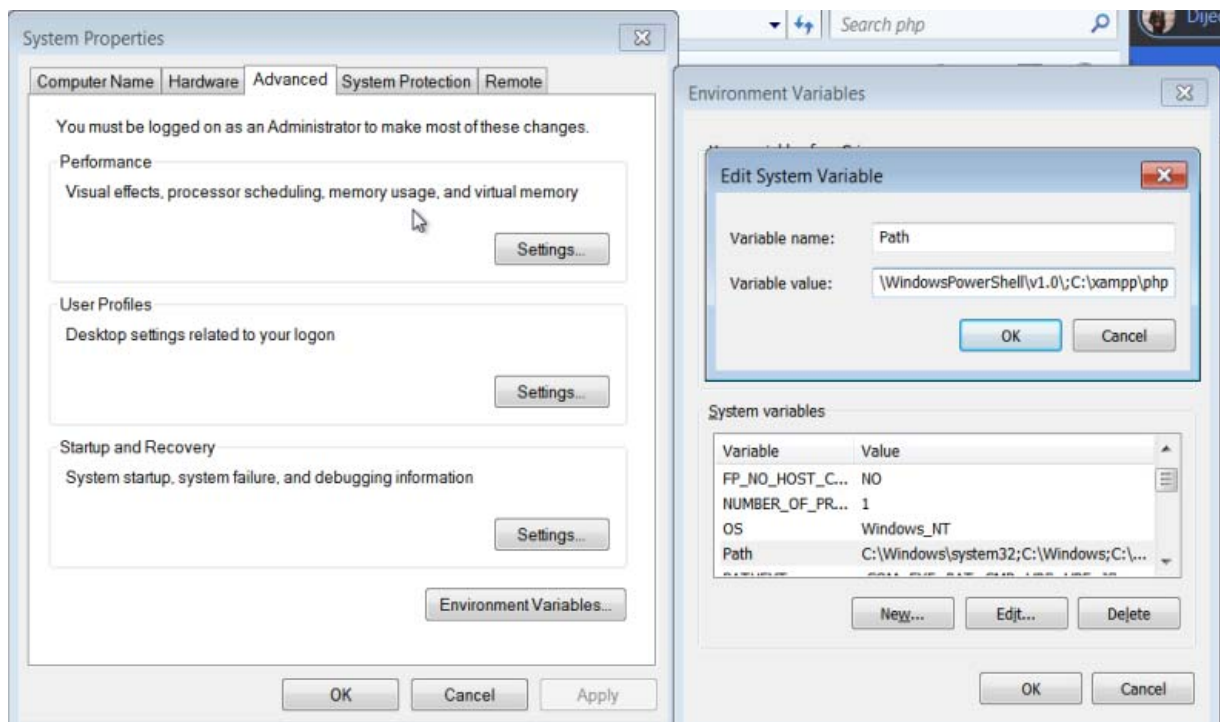 System Properties
Computer Name Hardware Advanced System Protection Remote
You must be logged on as an Administrator to make most of these changes.
Performance
Visual effects, processor scheduling, memory usage, and virtual memory
Settings...
User Profiles
Desktop settings related to your logon
Settings...
Startup and Recovery
System startup, system failure, and debugging information
Settings...
Environment Variables...
OK Cancel Apply
Search php
Environment Variables
Edit System Variable
Variable name: Path
Variable value: \WindowsPowerShell\v1.0\;C:\xampp\php
OK Cancel
System variables
Variable Value
FP_NO_HOST_C... NO
NUMBER_OF_PR... 1
OS Windows_NT
Path C:\Windows\system32;C:\Windows;C:\...
New... Edit... Delete
OK Cancel